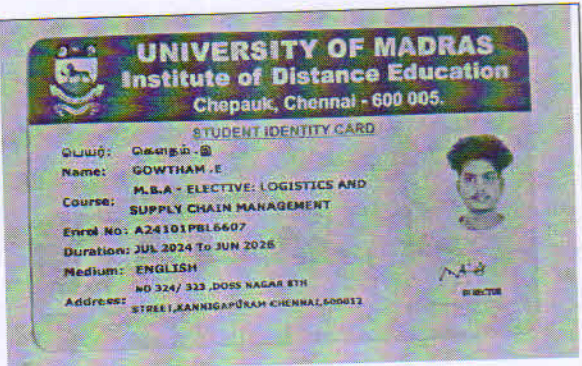 UNIVERSITY OF MADRAS
Institute of Distance Education
Chepauk, Chennai - 600 005.
STUDENT IDENTITY CARD
பெயர்: கௌதம் .இ
Name: GOWTHAM .E
Course: M.B.A - ELECTIVE: LOGISTICS AND
SUPPLY CHAIN MANAGEMENT
Enrol No: A24101PBL6607
Duration: JUL 2024 To JUN 2026
Medium: ENGLISH
Address: NO 324/ 323 ,DOSS NAGAR 8TH
STREET,KANNIGAPURAM CHENNAI,600012
DIRECTOR